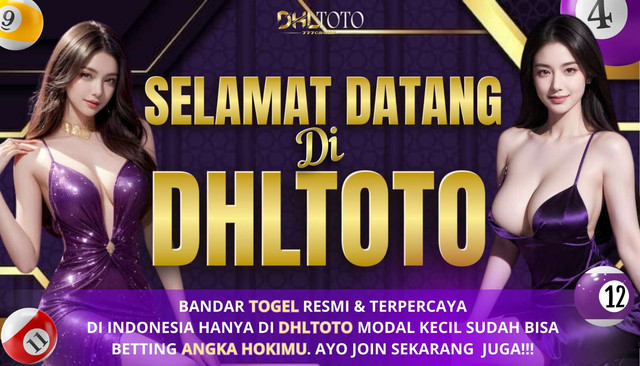 DHLTOTO
SELAMAT DATANG
Di
DHLTOTO
BANDAR TOGEL RESMI & TERPERCAYA
DI INDONESIA HANYA DI DHLTOTO MODAL KECIL SUDAH BISA
BETTING ANGKA HOKIMU. AYO JOIN SEKARANG JUGA!!!
9
4
11
12